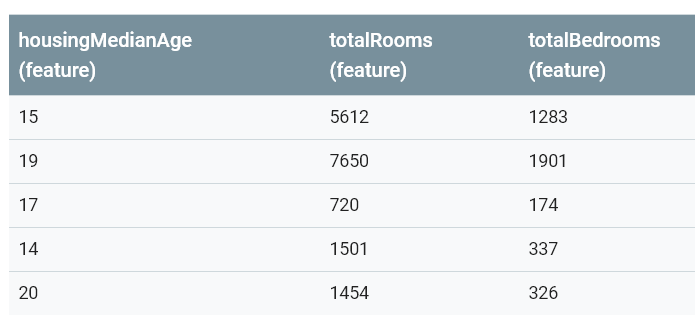 housingMedianAge totalRooms totalBedrooms
(feature) (feature) (feature)
15 5612 1283
19 7650 1901
17 720 174
14 1501 337
20 1454 326